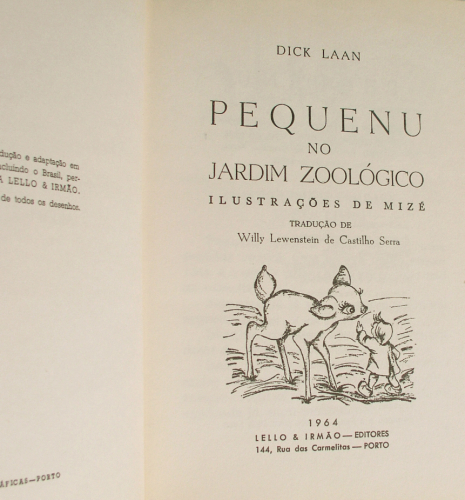 dução e adaptação em
cluindo o Brasil, per-
A LELLO & IRMÃO.
de todos os desenhos.
ÁFICAS—PORTO
DICK LAAN
PEQUENU
NO
JARDIM ZOOLÓGICO
ILUSTRAÇÕES DE MIZÉ
TRADUÇÃO DE
Willy Lewenstein de Castilho Serra
1964
LELLO & IRMÃO — EDITORES
144, Rua das Carmelitas — PORTO